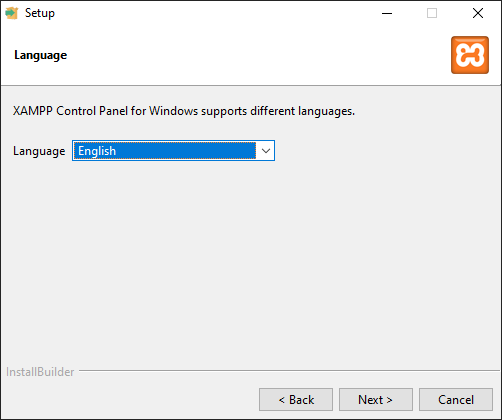 Setup
Language
XAMPP Control Panel for Windows supports different languages.
Language English
InstallBuilder
< Back Next > Cancel